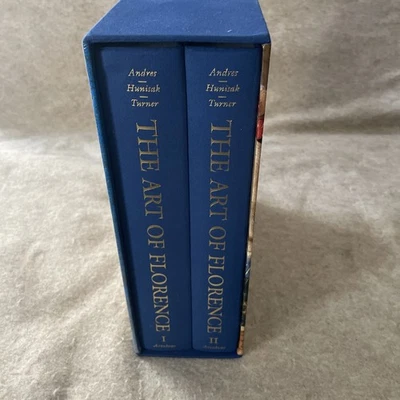 Andres
Hunisak
Turner
THE ART OF FLORENCE
I
Andres
Hunisak
Turner
THE ART OF FLORENCE
II